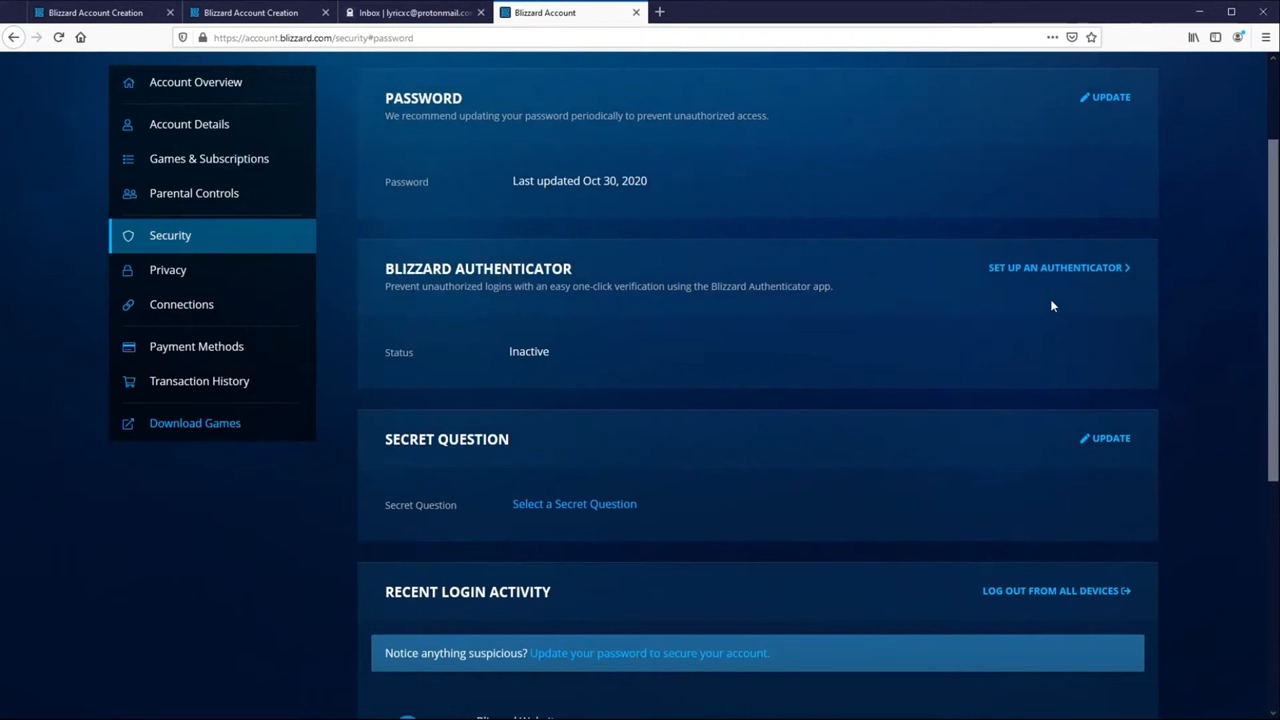 Blizzard Account Creation
Blizzard Account Creation
Inbox | lyricxc@protonmail.co
Blizzard Account
https://account.blizzard.com/security#password
Account Overview
Account Details
Games & Subscriptions
Parental Controls
Security
Privacy
Connections
Payment Methods
Transaction History
Download Games
PASSWORD
UPDATE
We recommend updating your password periodically to prevent unauthorized access.
Password
Last updated Oct 30, 2020
BLIZZARD AUTHENTICATOR
SET UP AN AUTHENTICATOR
Prevent unauthorized logins with an easy one-click verification using the Blizzard Authenticator app.
Status
Inactive
SECRET QUESTION
UPDATE
Secret Question
Select a Secret Question
RECENT LOGIN ACTIVITY
LOG OUT FROM ALL DEVICES
Notice anything suspicious? Update your password to secure your account.